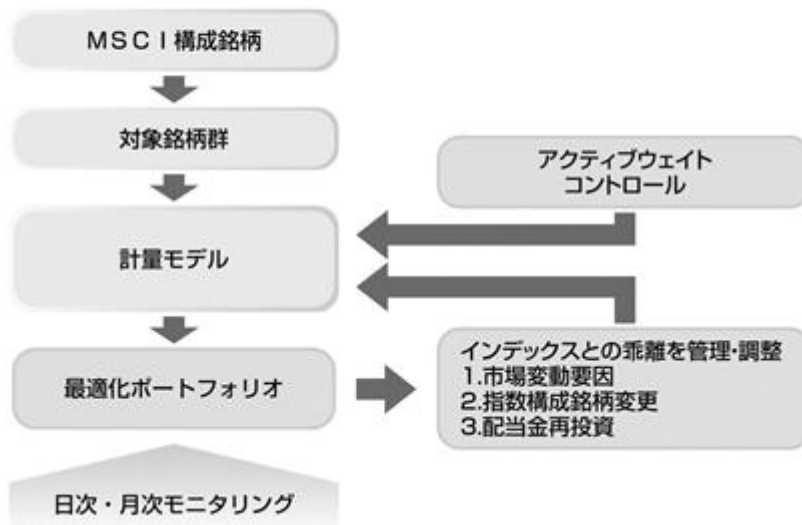 MSCI構成銘柄
対象銘柄群
アクティブウェイト
コントロール
計量モデル
最適化ポートフォリオ
インデックスとの乖離を管理・調整
1.市場変動要因
2.指数構成銘柄変更
3.配当金再投資
日次・月次モニタリング